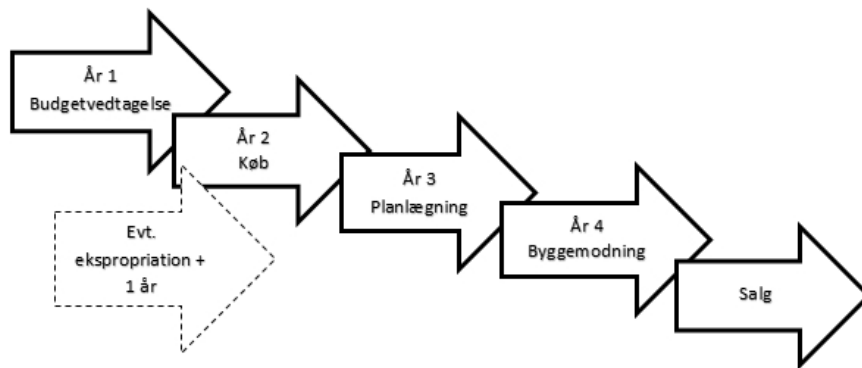 År 1
Budgetvedtagelse
År 2
Køb
År 3
Planlægning
År 4
Byggemodning
Evt.
ekspropriation +
1 år
Salg